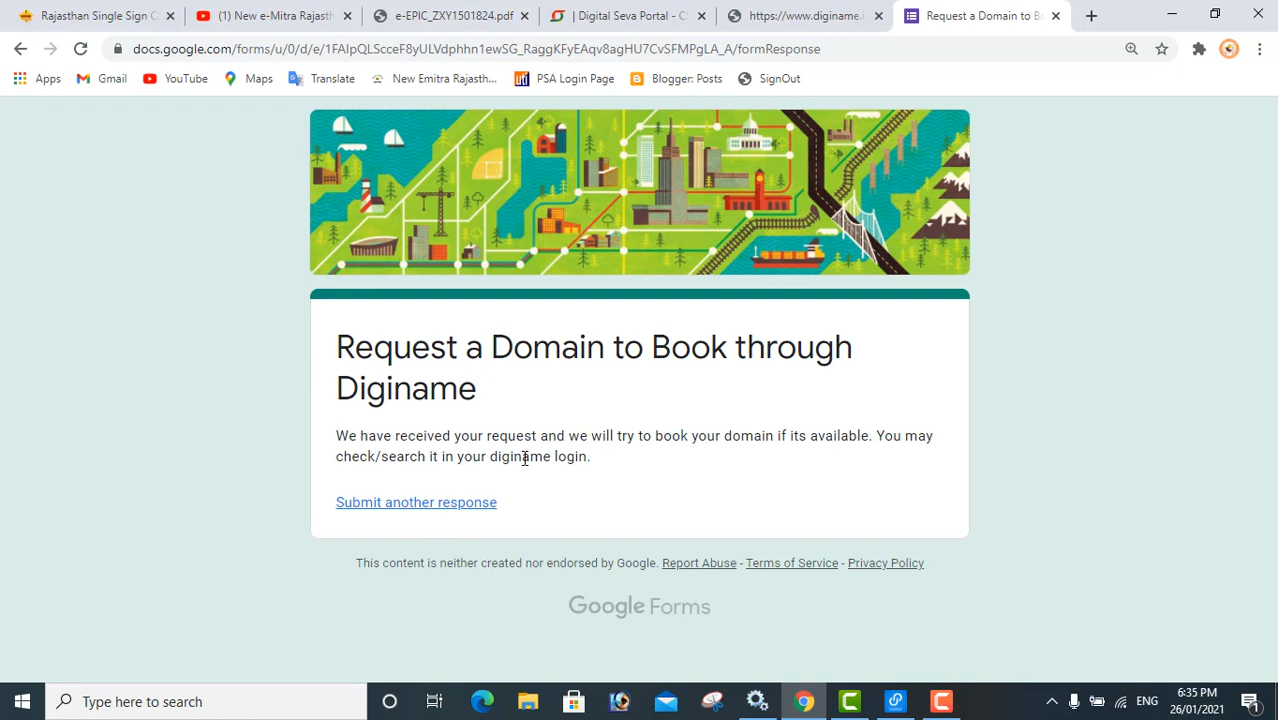 Rajasthan Single Sign O
(1) New e-Mitra Rajasth
e-EPIC_ZXY1501824.pdf
| Digital Seva Portal - C
https://www.diginame.i
Request a Domain to B
docs.google.com/forms/u/0/d/e/1FAIpQLScceF8yULVdphhn1ewSG_RaggKFyEAqv8agHU7CvSFMPgLA_A/formResponse
Apps
Gmail
YouTube
Maps
Translate
New Emitra Rajasth...
PSA Login Page
Blogger: Posts
SignOut
Request a Domain to Book through
Diginame
We have received your request and we will try to book your domain if its available. You may
check/search it in your diginame login.
Submit another response
This content is neither created nor endorsed by Google. Report Abuse - Terms of Service - Privacy Policy
Google Forms
Type here to search
ENG
6:35 PM
26/01/2021
1